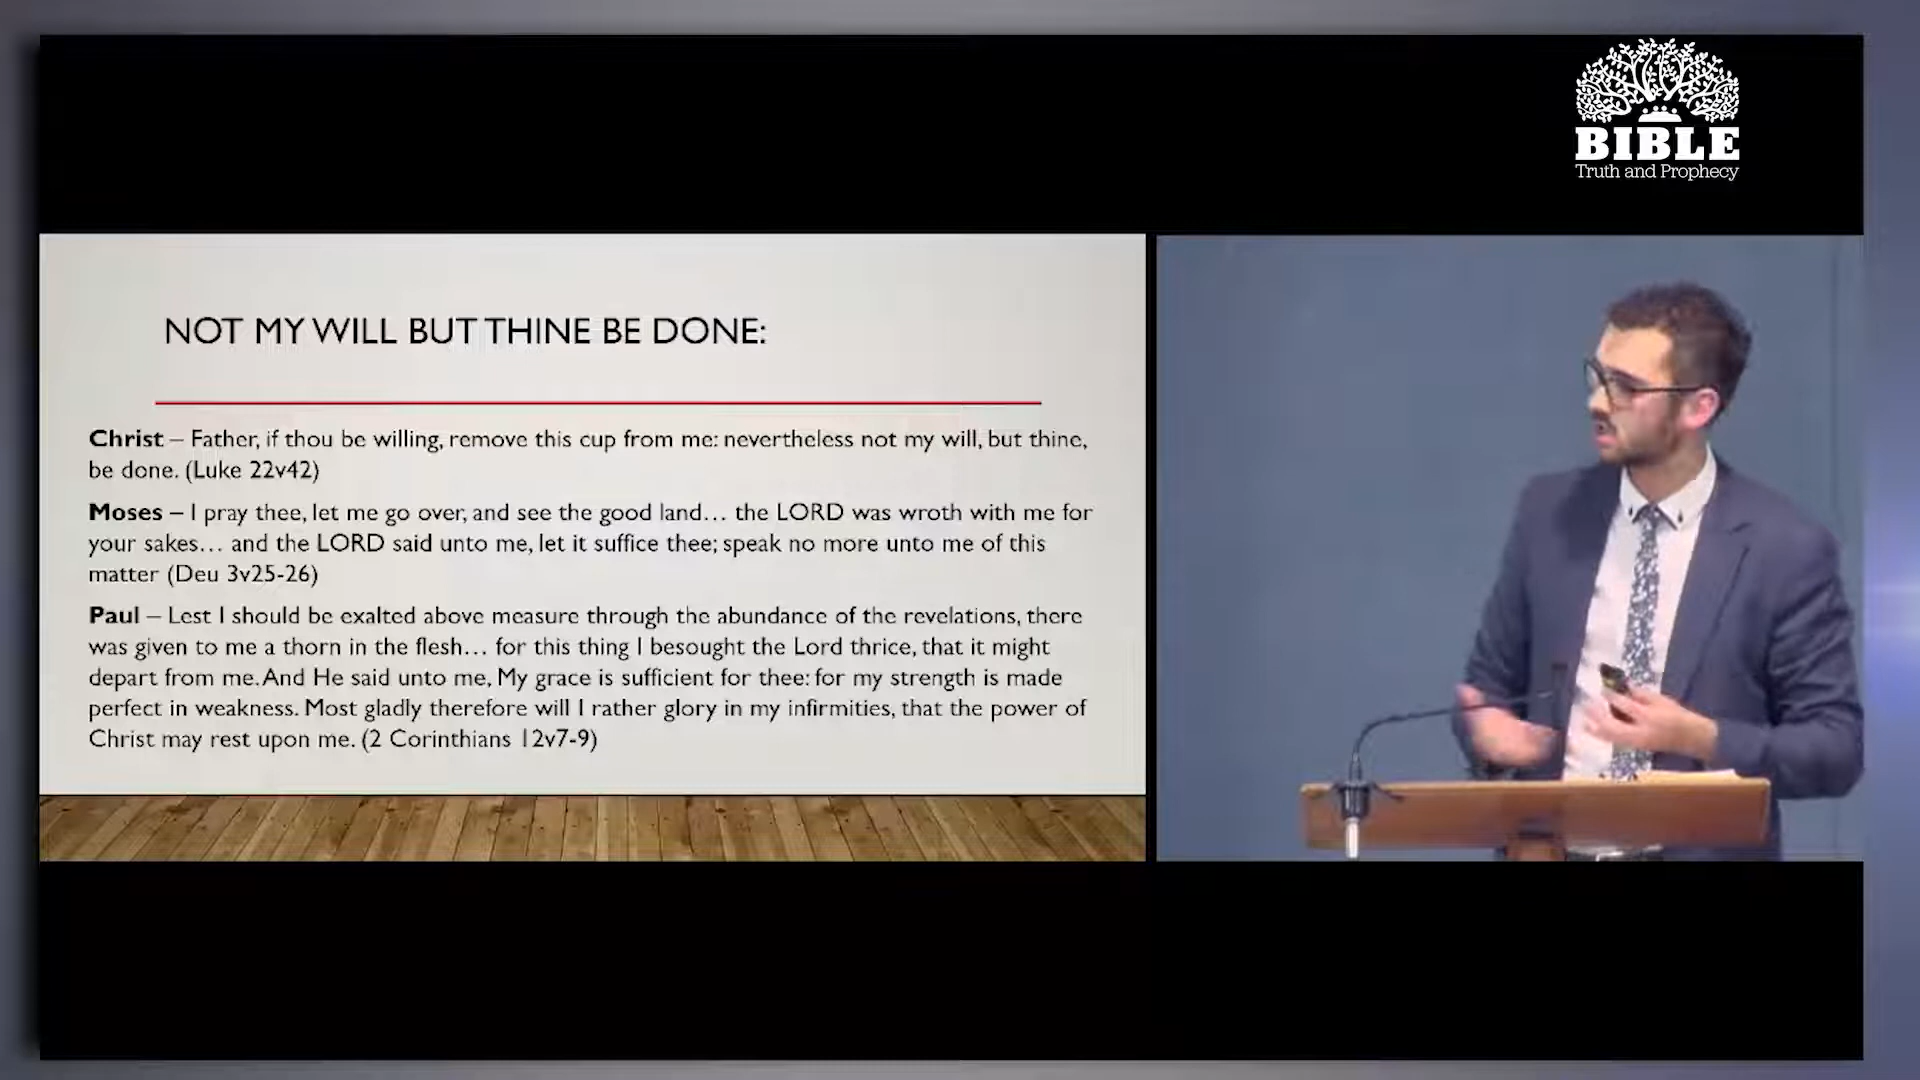 BIBLE
Truth and Prophecy
NOT MY WILL BUT THINE BE DONE:
Christ – Father, if thou be willing, remove this cup from me: nevertheless not my will, but thine,
be done. (Luke 22v42)
Moses – I pray thee, let me go over, and see the good land... the LORD was wroth with me for
your sakes... and the LORD said unto me, let it suffice thee; speak no more unto me of this
matter (Deu 3v25-26)
Paul – Lest I should be exalted above measure through the abundance of the revelations, there
was given to me a thorn in the flesh... for this thing I besought the Lord thrice, that it might
depart from me. And He said unto me, My grace is sufficient for thee: for my strength is made
perfect in weakness. Most gladly therefore will I rather glory in my infirmities, that the power of
Christ may rest upon me. (2 Corinthians 12v7-9)